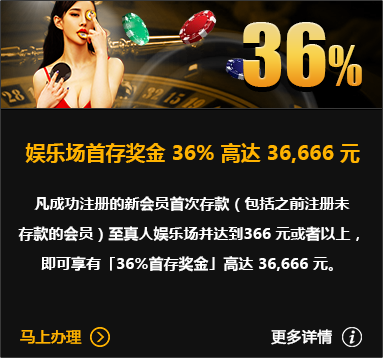 36%
娱乐场首存奖金 36% 高达 36,666 元
凡成功注册的新会员首次存款（包括之前注册未
存款的会员）至真人娱乐场并达到366 元或者以上，
即可享有「36%首存奖金」高达 36,666 元。
马上办理
更多详情